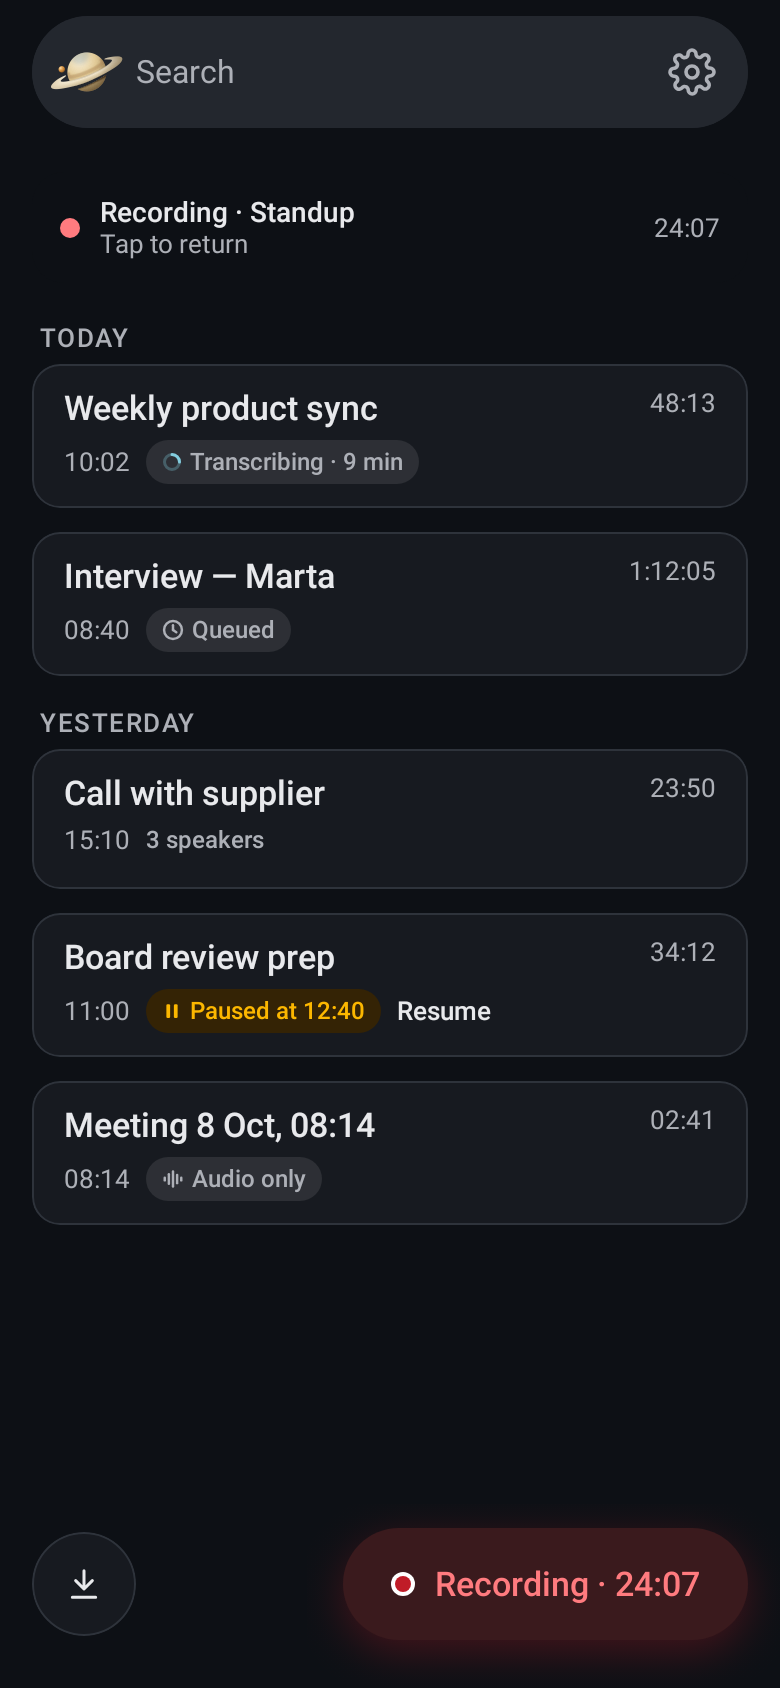 Search
Recording · Standup
Tap to return
24:07
TODAY
Weekly product sync
48:13
10:02 Transcribing · 9 min
Interview — Marta
1:12:05
08:40 Queued
YESTERDAY
Call with supplier
23:50
15:10 3 speakers
Board review prep
34:12
11:00 Paused at 12:40 Resume
Meeting 8 Oct, 08:14
02:41
08:14 Audio only
Recording · 24:07